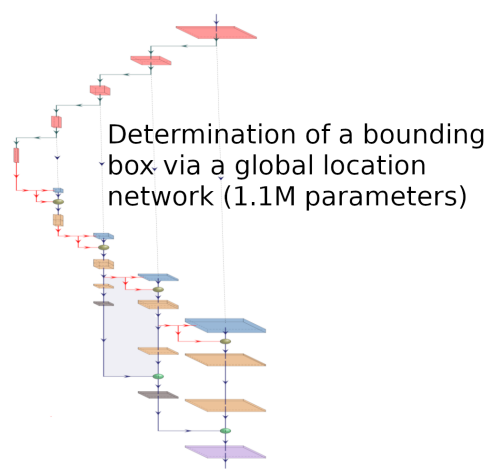 Determination of a bounding
box via a global location
network (1.1M parameters)